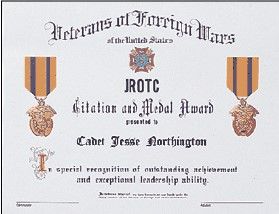 Veterans of Foreign Wars
of the United States
JROTC
Citation and Medal Award
presented to
Cadet Jesse Northington
In special recognition of outstanding achievement
and exceptional leadership ability.